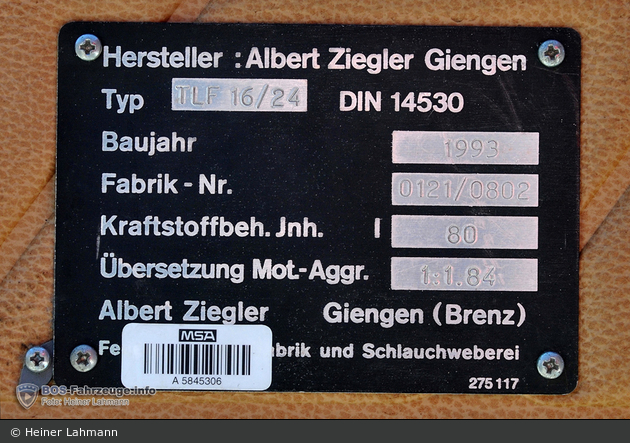 Hersteller : Albert Ziegler Giengen
Typ TLF 16/24 DIN 14530
Baujahr 1993
Fabrik - Nr. 0121/0802
Kraftstoffbeh. Jnh. l 80
Übersetzung Mot.-Aggr. 1:1.84
Albert Ziegler Giengen (Brenz)
MSA
A 5845306
Fe abrik und Schlauchweberei
275117
BOS-Fahrzeuge.info
Foto: Heiner Lahmann
© Heiner Lahmann